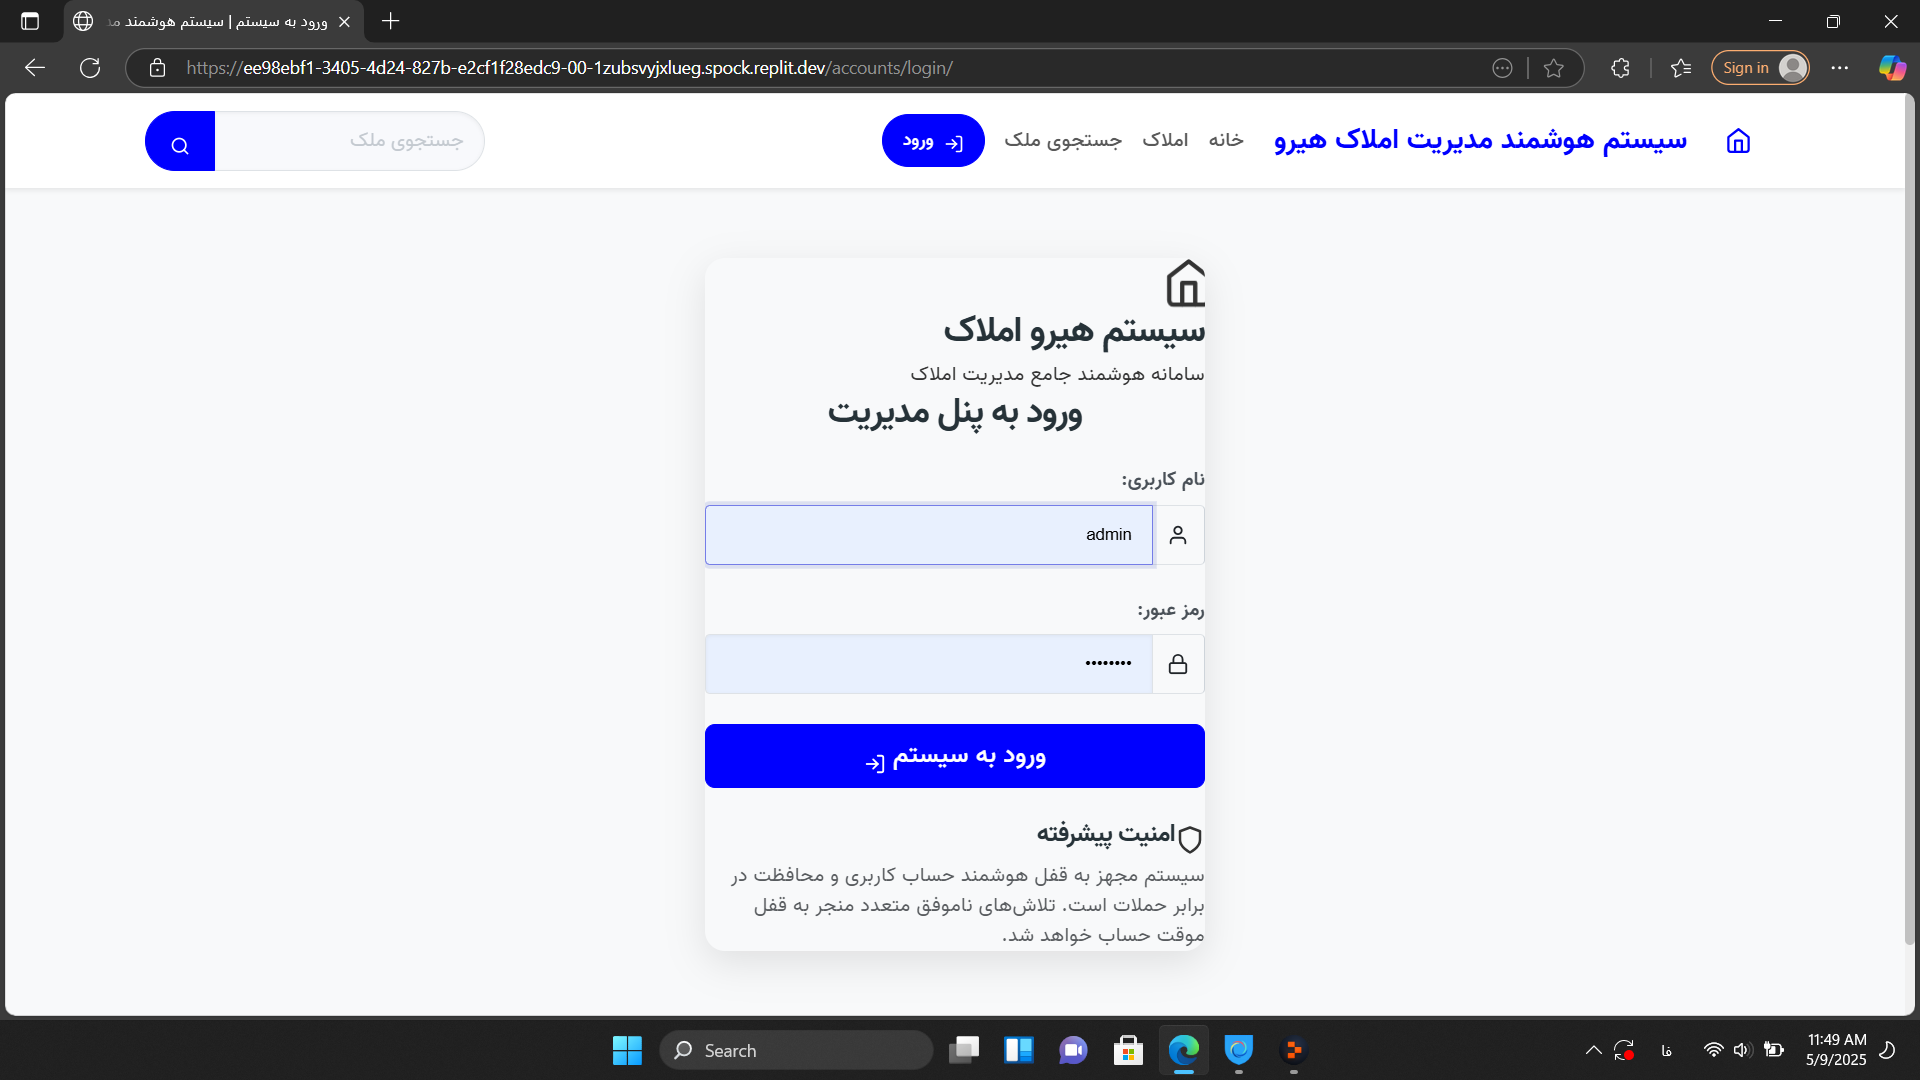 ورود به سیستم | سیستم هوشمند مد
https://ee98ebf1-3405-4d24-827b-e2cf1f28edc9-00-1zubsvyjxlueg.spock.replit.dev/accounts/login/
Sign in
سیستم هوشمند مدیریت املاک هیرو
خانه
املاک
جستجوی ملک
ورود
جستجوی ملک
سیستم هیرو املاک
سامانه هوشمند جامع مدیریت املاک
ورود به پنل مدیریت
نام کاربری:
admin
رمز عبور:
••••••••
ورود به سیستم
امنیت پیشرفته
سیستم مجهز به قفل هوشمند حساب کاربری و محافظت در
برابر حملات است. تلاش‌های ناموفق متعدد منجر به قفل
موقت حساب خواهد شد.
Search
فا
11:49 AM
5/9/2025